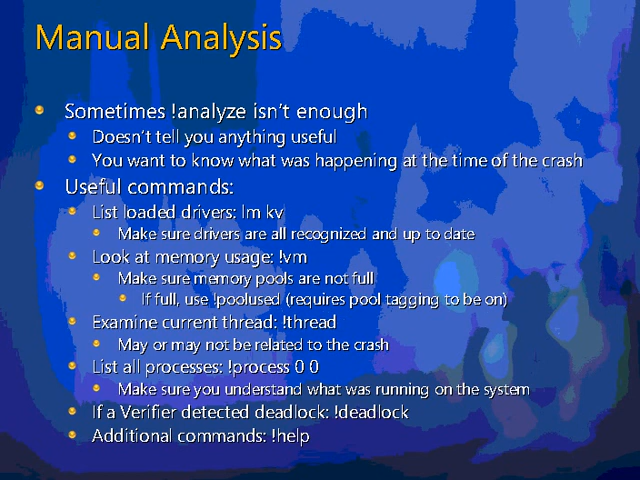 Manual Analysis
Sometimes !analyze isn't enough
Doesn't tell you anything useful
You want to know what was happening at the time of the crash
Useful commands:
List loaded drivers: lm kv
Make sure drivers are all recognized and up to date
Look at memory usage: !vm
Make sure memory pools are not full
If full, use !poolused (requires pool tagging to be on)
Examine current thread: !thread
May or may not be related to the crash
List all processes: !process 0 0
Make sure you understand what was running on the system
If a Verifier detected deadlock: !deadlock
Additional commands: !help